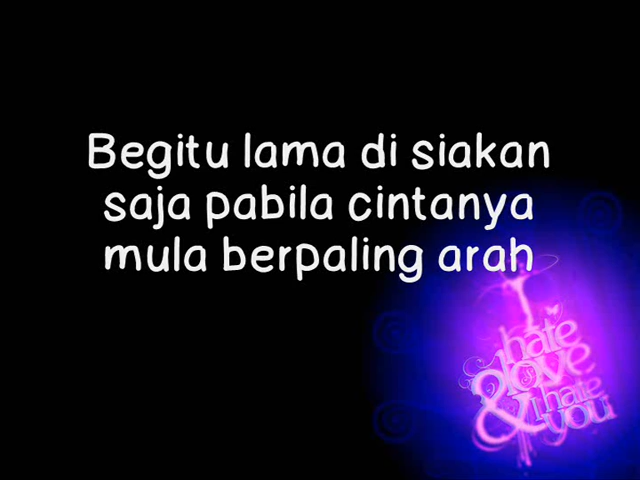 Begitu lama di siakan
saja pabila cintanya
mula berpaling arah
I
hate
love
& I hate
you